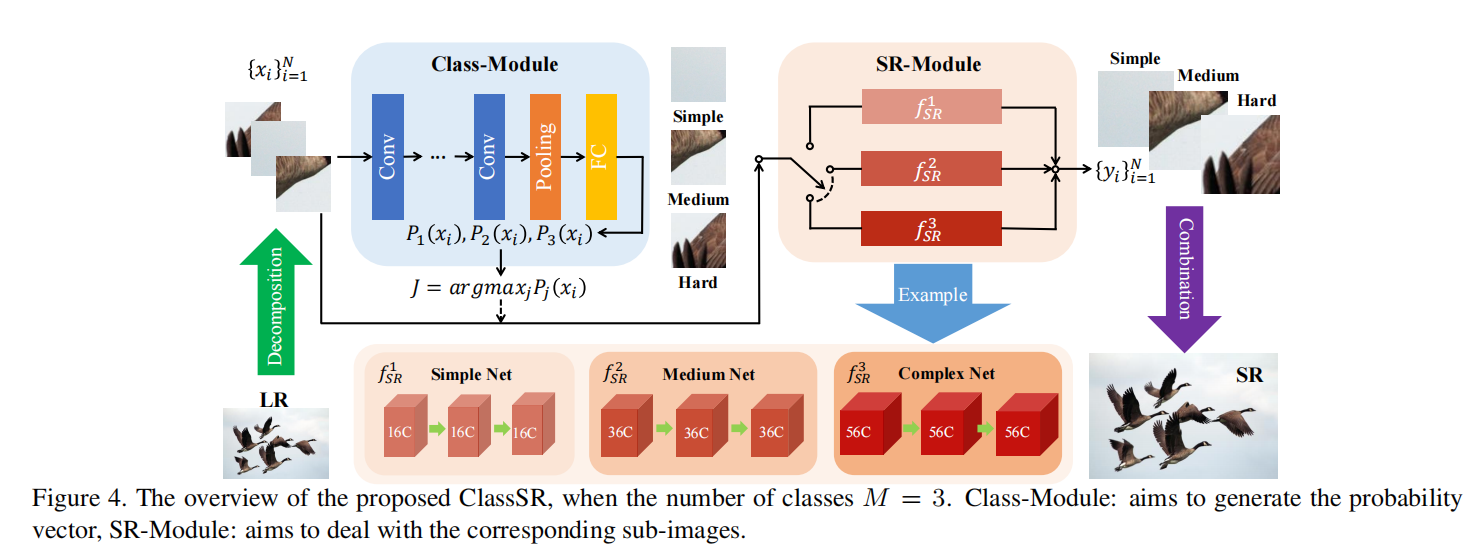 {x_i}_{i=1}^N
Class-Module
Conv
...
Conv
Pooling
FC
P_1(x_i), P_2(x_i), P_3(x_i)
J = argmax_j P_j(x_i)
Simple
Medium
Hard
SR-Module
f_{SR}^1
f_{SR}^2
f_{SR}^3
{y_i}_{i=1}^N
Simple
Medium
Hard
Decomposition
Example
Combination
LR
f_{SR}^1 Simple Net
16C 16C 16C
f_{SR}^2 Medium Net
36C 36C 36C
f_{SR}^3 Complex Net
56C 56C 56C
SR
Figure 4. The overview of the proposed ClassSR, when the number of classes M = 3. Class-Module: aims to generate the probability
vector, SR-Module: aims to deal with the corresponding sub-images.